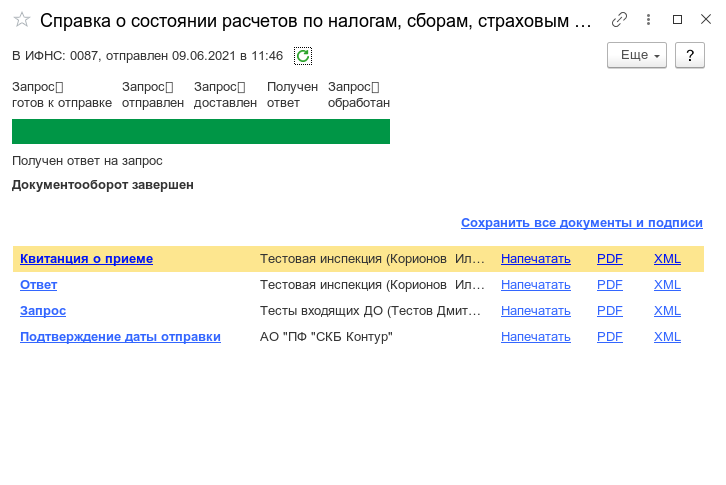 Справка о состоянии расчетов по налогам, сборам, страховым ...
В ИФНС: 0087, отправлен 09.06.2021 в 11:46
Еще
?
Запрос готов к отправке
Запрос отправлен
Запрос доставлен
Получен ответ
Запрос обработан
Получен ответ на запрос
Документооборот завершен
Сохранить все документы и подписи
Квитанция о приеме Тестовая инспекция (Корионов Ил... Напечатать PDF XML
Ответ Тестовая инспекция (Корионов Ил... Напечатать PDF XML
Запрос Тесты входящих ДО (Тестов Дмит... Напечатать PDF XML
Подтверждение даты отправки АО "ПФ "СКБ Контур" Напечатать PDF XML